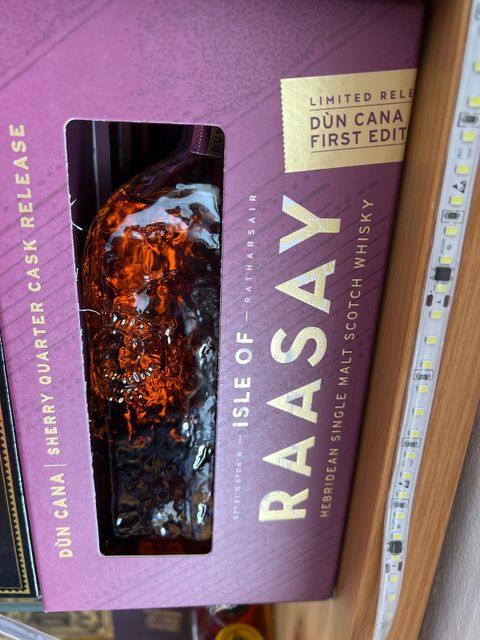 LIMITED RELE
DÙN CANA
FIRST EDIT
DÙN CANA | SHERRY QUARTER CASK RELEASE
ISLE OF — RATHARSAIR
RAASAY
HEBRIDEAN SINGLE MALT SCOTCH WHISKY